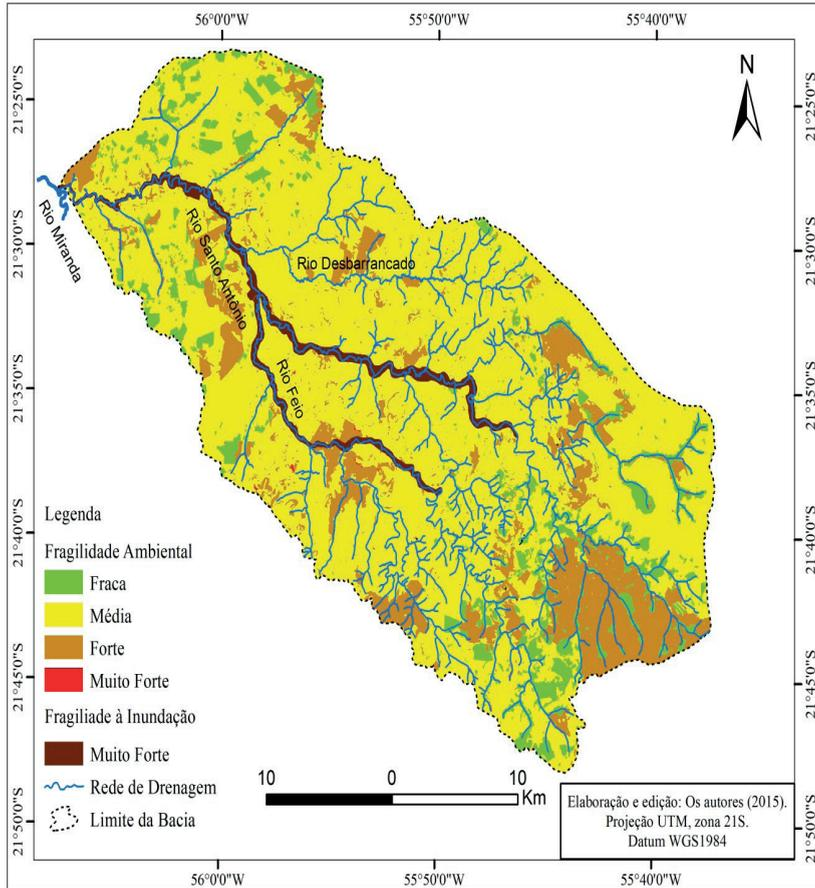 56°0'0"W 55°50'0"W 55°40'0"W
N
21°25'0"S 21°25'0"S
Rio Miranda
21°30'0"S 21°30'0"S
Rio Santo Antônio
Rio Desbarrancado
Rio Feio
21°35'0"S 21°35'0"S
21°40'0"S 21°40'0"S
21°45'0"S 21°45'0"S
21°50'0"S 21°50'0"S
Legenda
Fragilidade Ambiental
Fraca
Média
Forte
Muito Forte
Fragiliade à Inundação
Muito Forte
Rede de Drenagem
Limite da Bacia
10 0 10
Km
Elaboração e edição: Os autores (2015).
Projeção UTM, zona 21S.
Datum WGS1984
56°0'0"W 55°50'0"W 55°40'0"W